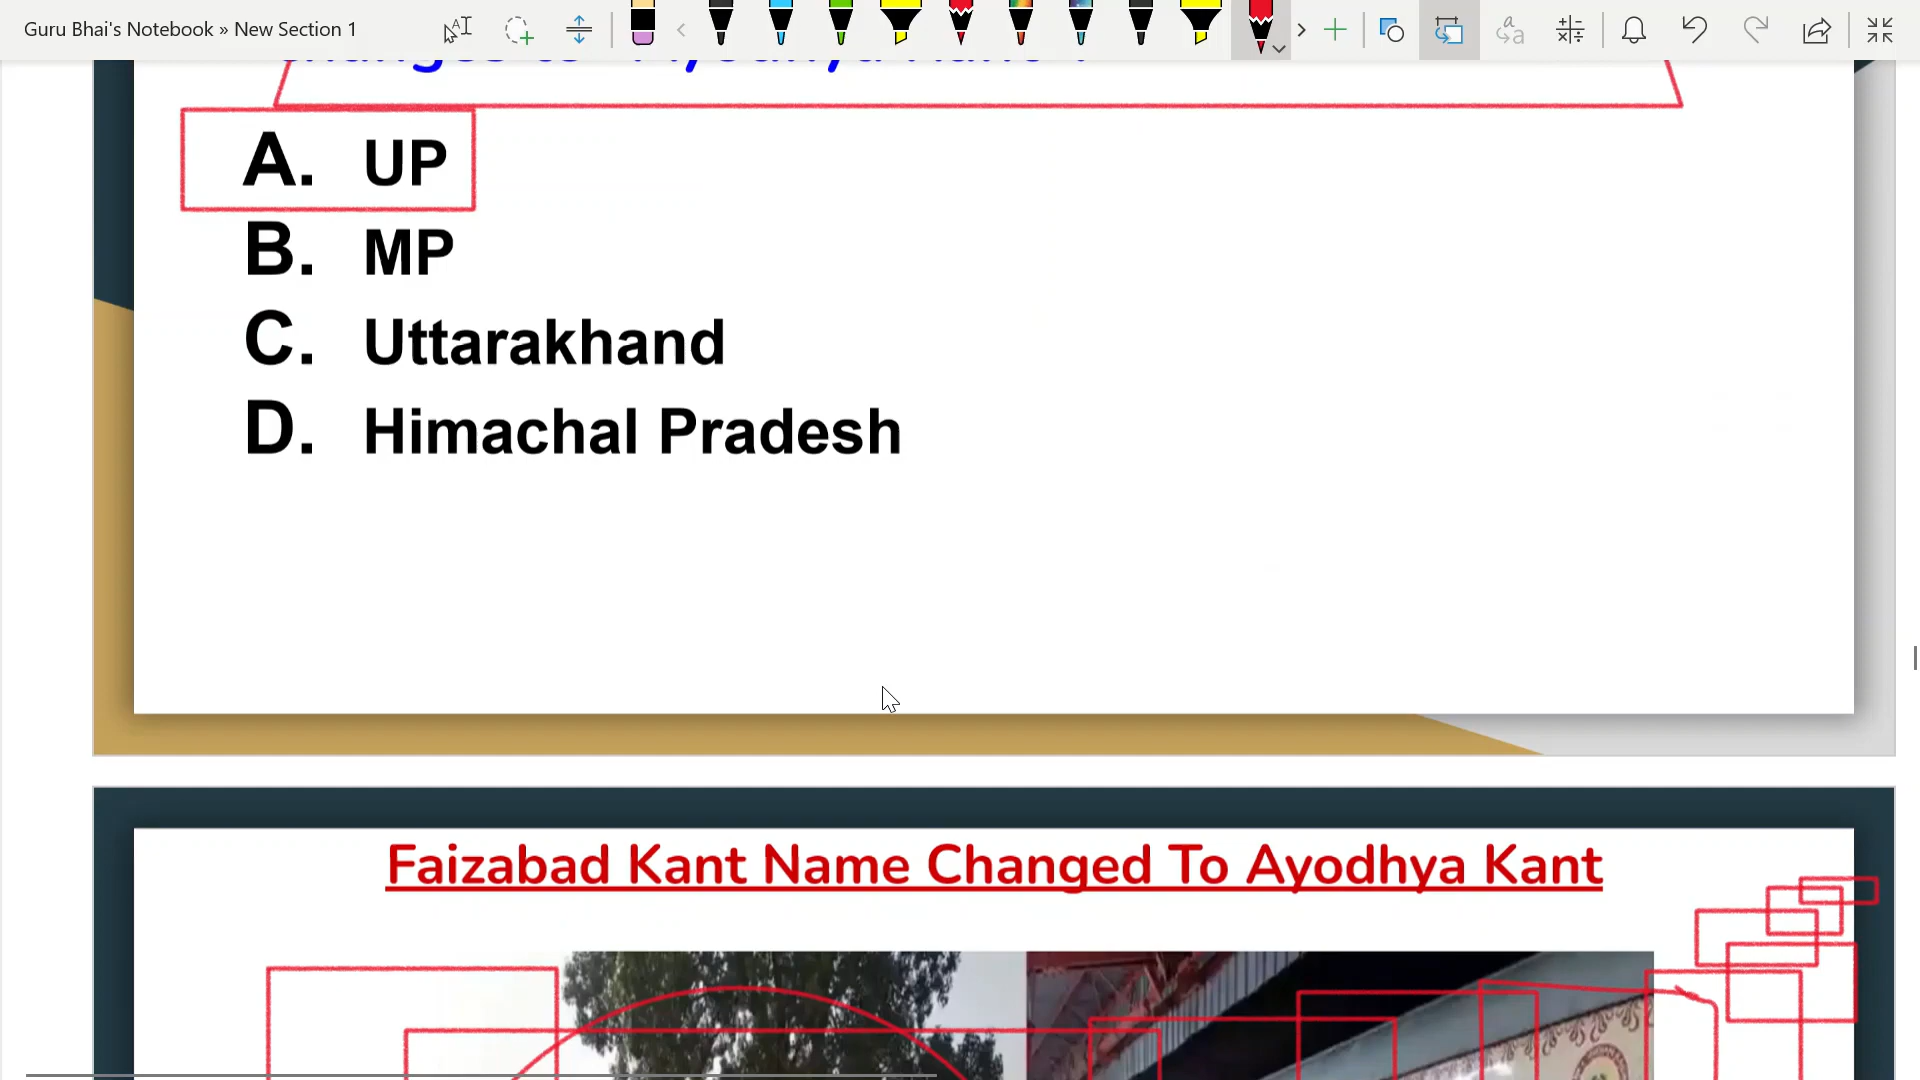 Guru Bhai's Notebook » New Section 1
A. UP
B. MP
C. Uttarakhand
D. Himachal Pradesh
Faizabad Kant Name Changed To Ayodhya Kant